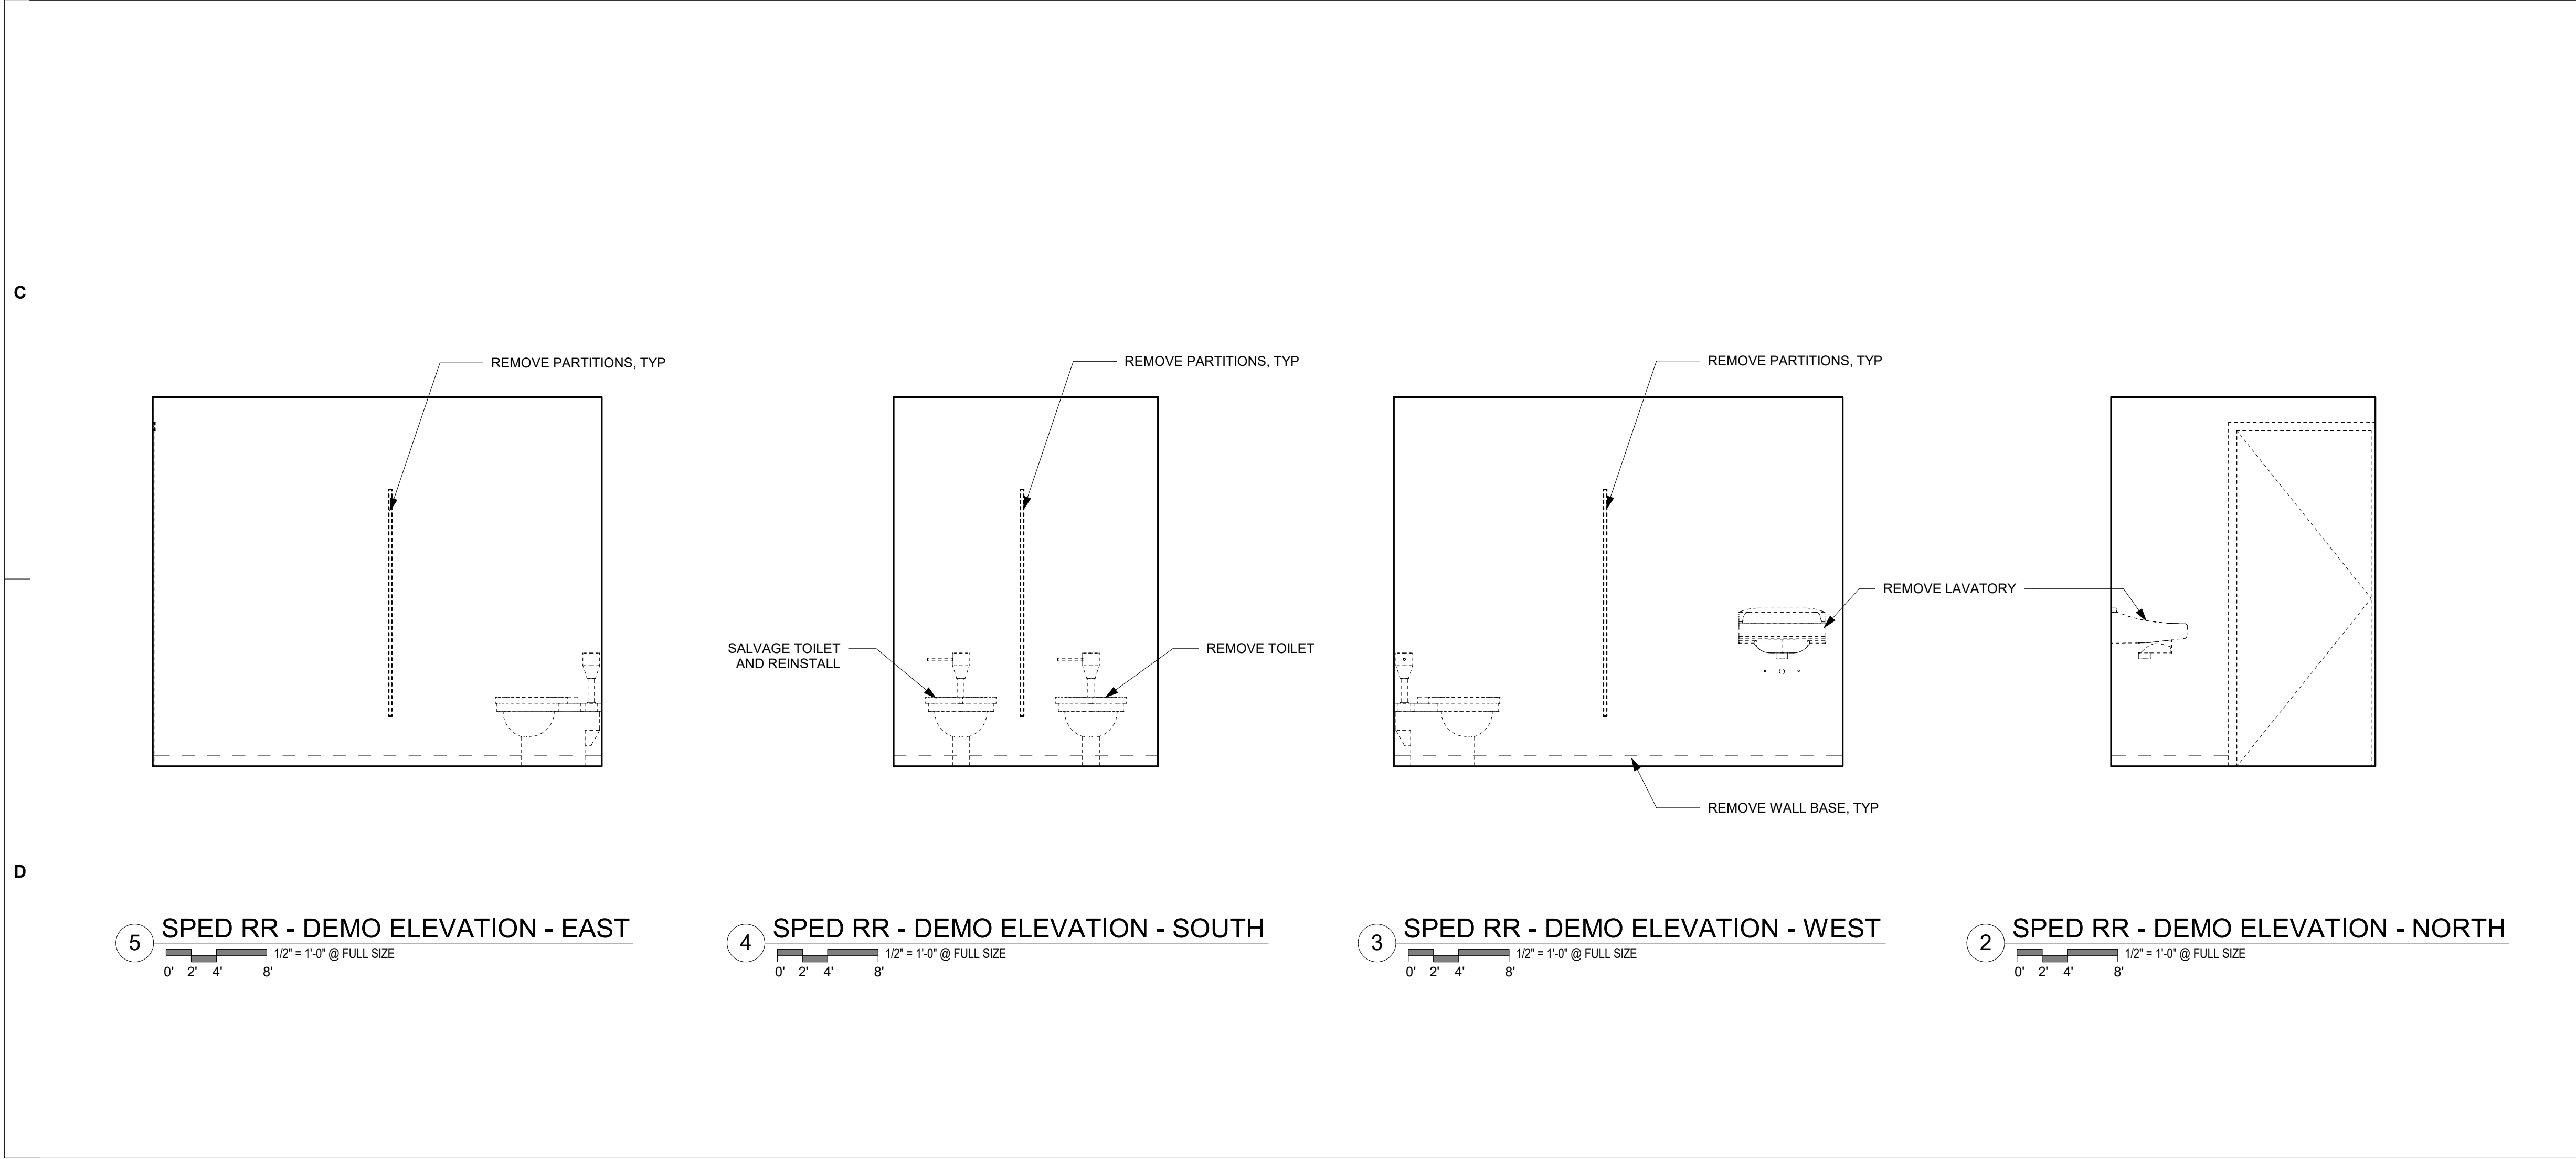 C
REMOVE PARTITIONS, TYP
REMOVE PARTITIONS, TYP
REMOVE PARTITIONS, TYP
REMOVE LAVATORY
SALVAGE TOILET
AND REINSTALL
REMOVE TOILET
REMOVE WALL BASE, TYP
D
5
SPED RR - DEMO ELEVATION - EAST
1/2" = 1'-0" @ FULL SIZE
0' 2' 4' 8'
4
SPED RR - DEMO ELEVATION - SOUTH
1/2" = 1'-0" @ FULL SIZE
0' 2' 4' 8'
3
SPED RR - DEMO ELEVATION - WEST
1/2" = 1'-0" @ FULL SIZE
0' 2' 4' 8'
2
SPED RR - DEMO ELEVATION - NORTH
1/2" = 1'-0" @ FULL SIZE
0' 2' 4' 8'